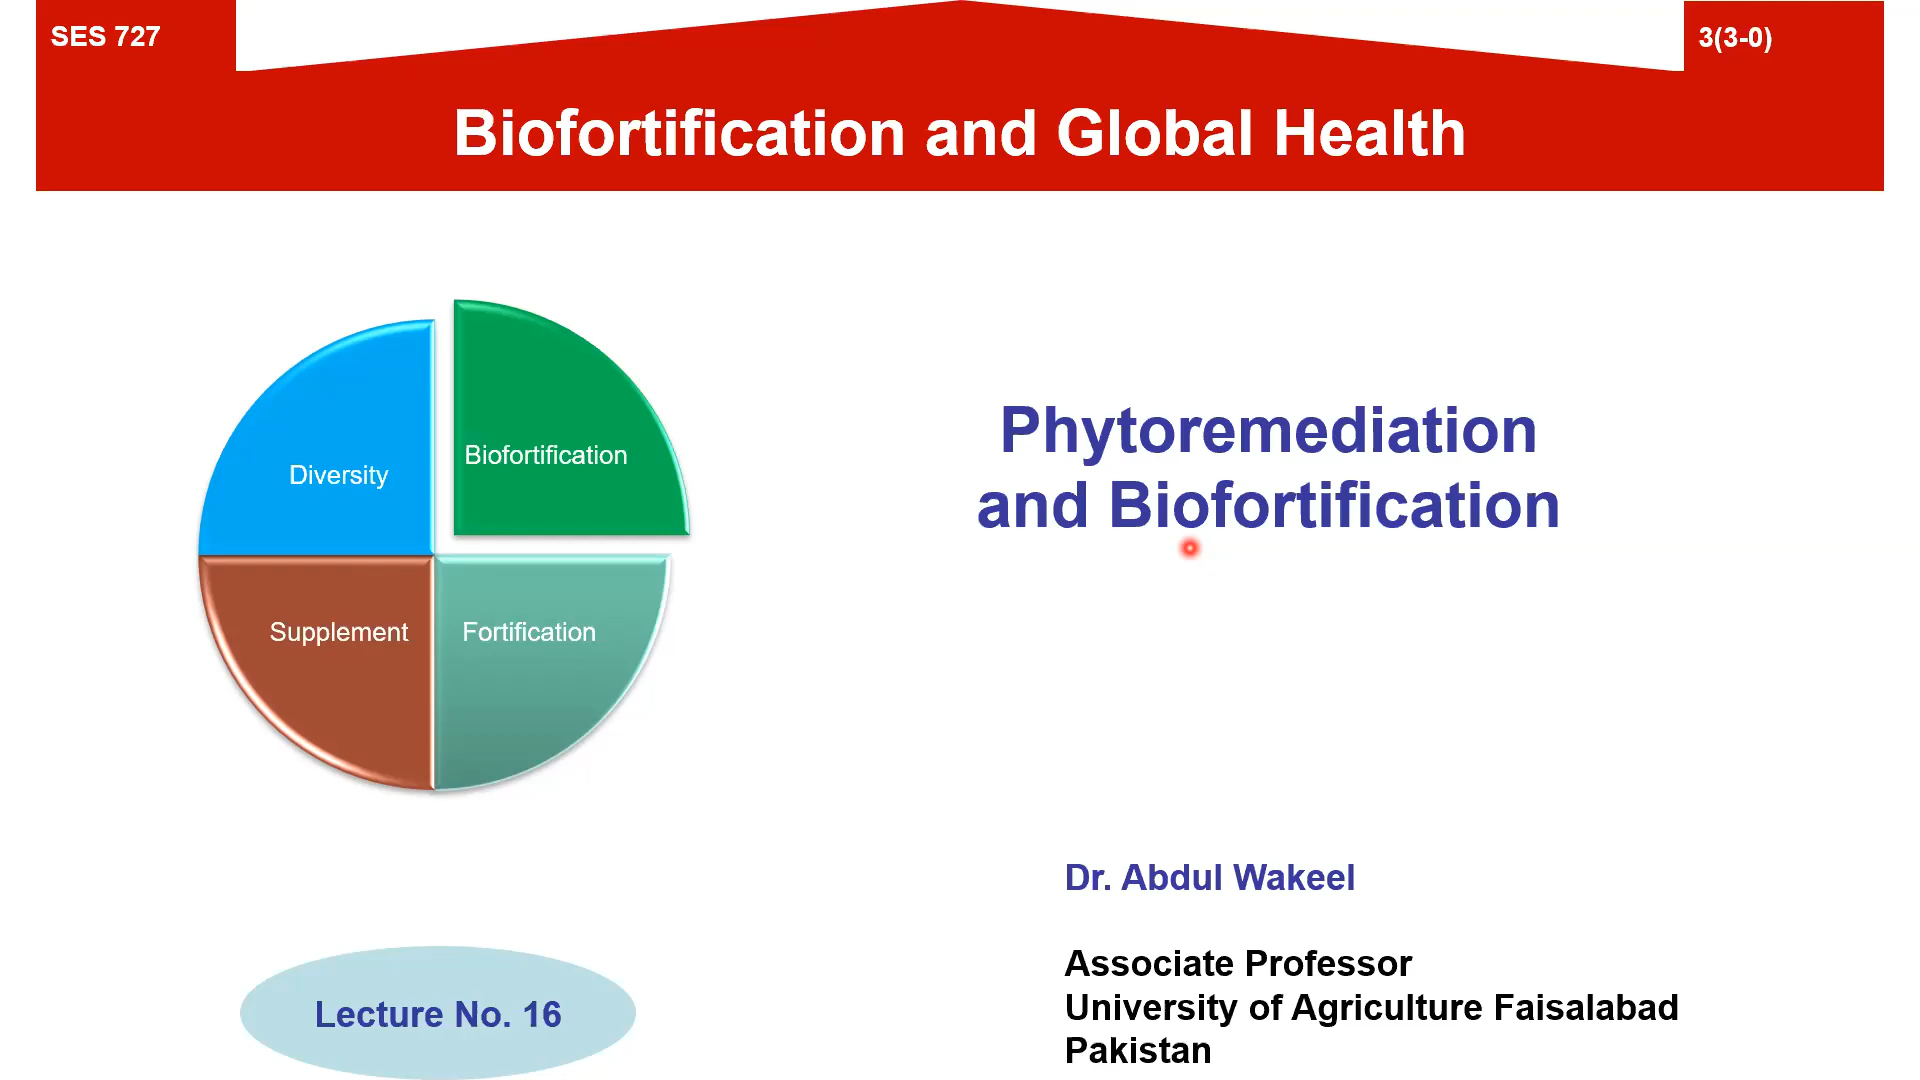 SES 727
3(3-0)
Biofortification and Global Health
Diversity
Biofortification
Supplement
Fortification
Phytoremediation
and Biofortification
Dr. Abdul Wakeel
Associate Professor
University of Agriculture Faisalabad
Pakistan
Lecture No. 16